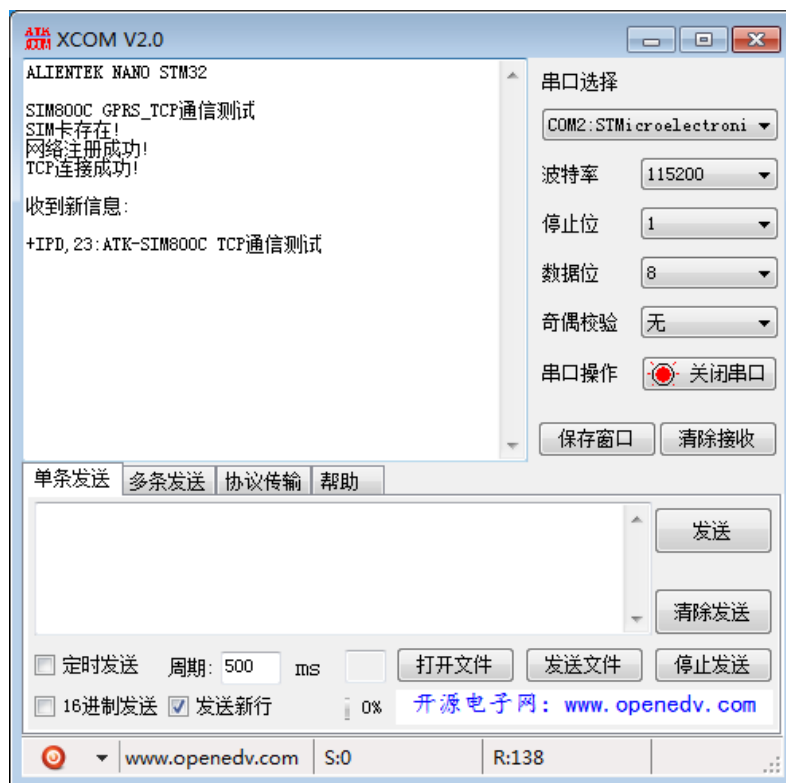 ATK
XCOM XCOM V2.0
ALIENTEK NANO STM32
SIM800C GPRS_TCP通信测试
SIM卡存在!
网络注册成功!
TCP连接成功!
收到新信息:
+IPD,23:ATK-SIM800C TCP通信测试
串口选择
COM2:STMicroelectroni
波特率 115200
停止位 1
数据位 8
奇偶校验 无
串口操作 关闭串口
保存窗口 清除接收
单条发送 多条发送 协议传输 帮助
发送
清除发送
定时发送 周期: 500 ms 打开文件 发送文件 停止发送
16进制发送 发送新行 0% 开源电子网: www.openedv.com
www.openedv.com S:0 R:138